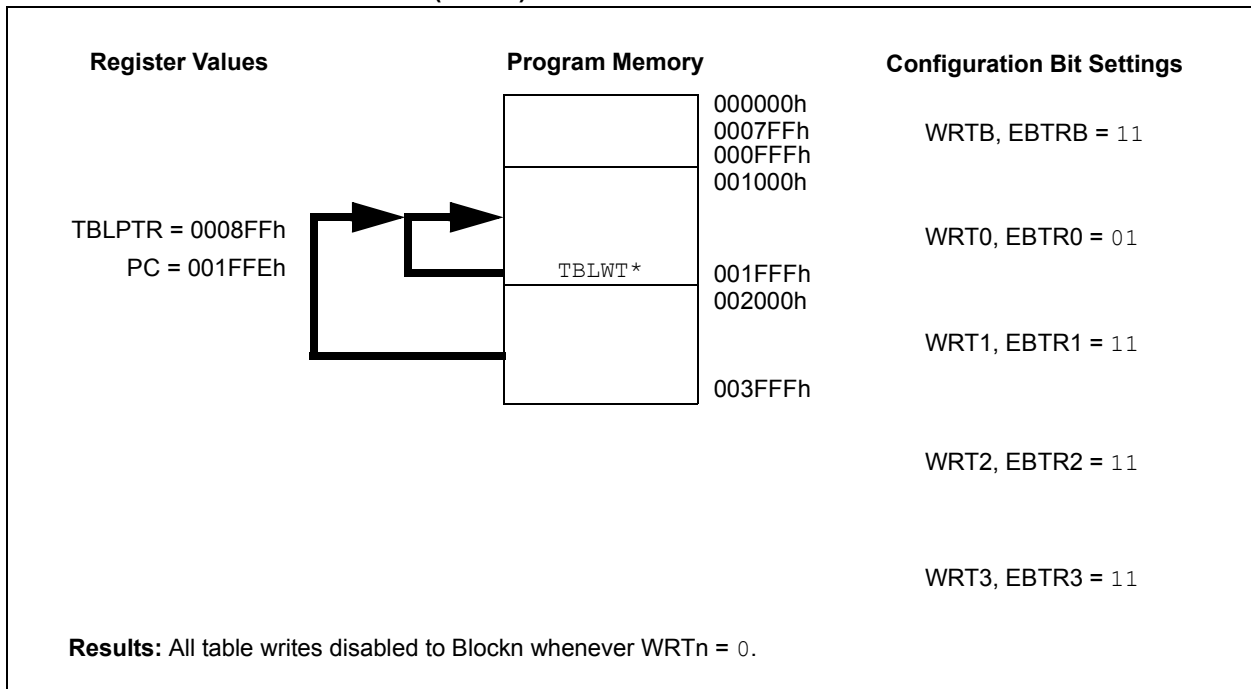 Register Values
Program Memory
Configuration Bit Settings
000000h
0007FFh
WRTB, EBTRB = 11
000FFFh
001000h
TBLPTR = 0008FFh
WRT0, EBTR0 = 01
PC = 001FFEh
TBLWT*
001FFFh
002000h
WRT1, EBTR1 = 11
003FFFh
WRT2, EBTR2 = 11
WRT3, EBTR3 = 11
Results: All table writes disabled to Blockn whenever WRTn = 0.